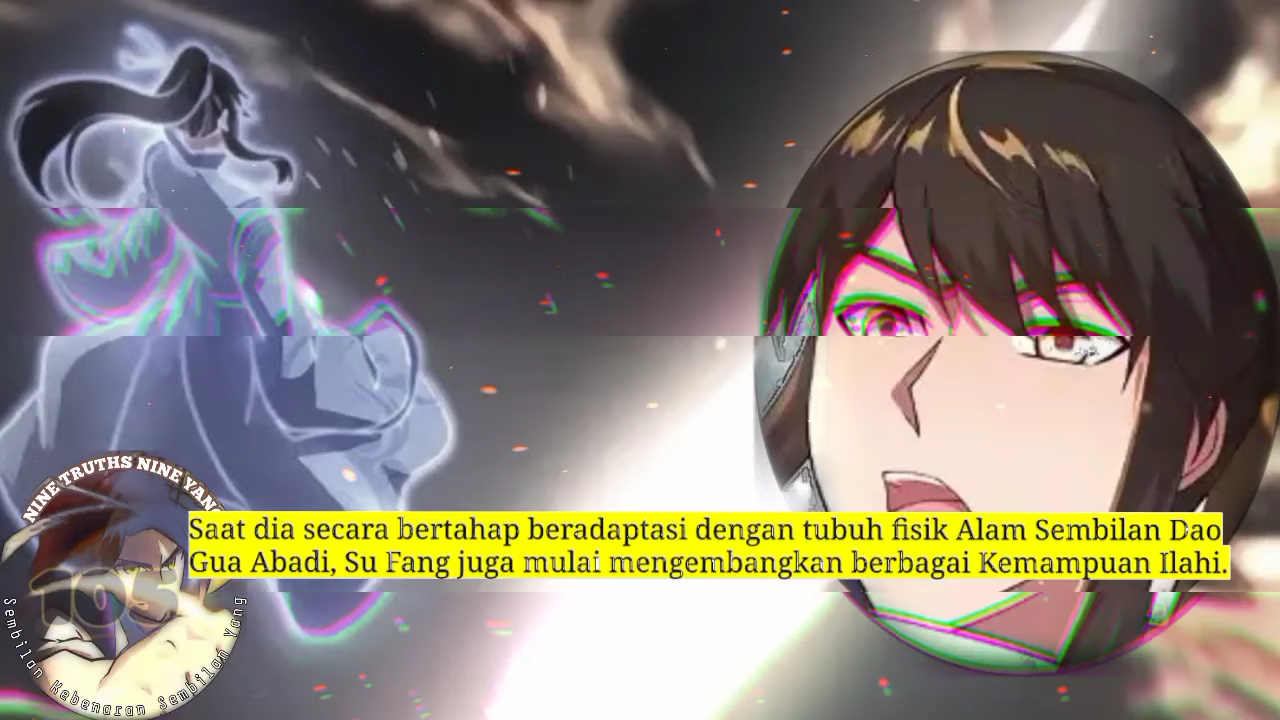 NINE TRUTHS NINE YANG
Saat dia secara bertahap beradaptasi dengan tubuh fisik Alam Sembilan Dao
Gua Abadi, Su Fang juga mulai mengembangkan berbagai Kemampuan Ilahi.
Sembilan Kebenaran Sembilan Yang